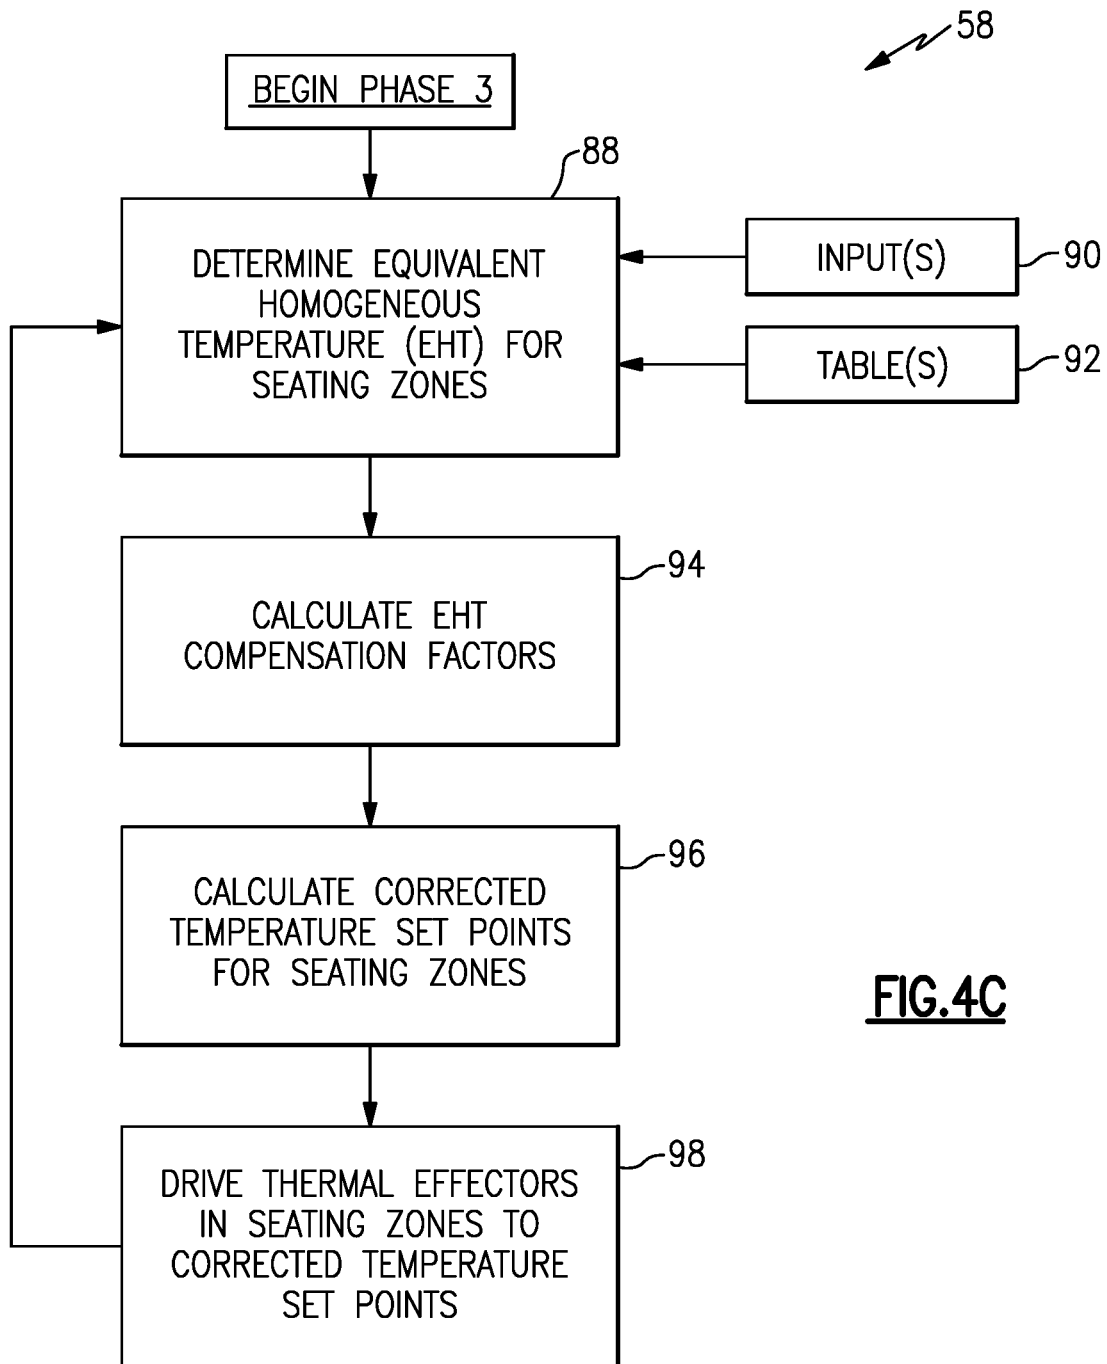 58
BEGIN PHASE 3
88
DETERMINE EQUIVALENT
HOMOGENEOUS
TEMPERATURE (EHT) FOR
SEATING ZONES
INPUT(S)
90
TABLE(S)
92
94
CALCULATE EHT
COMPENSATION FACTORS
96
CALCULATE CORRECTED
TEMPERATURE SET POINTS
FOR SEATING ZONES
FIG.4C
98
DRIVE THERMAL EFFECTORS
IN SEATING ZONES TO
CORRECTED TEMPERATURE
SET POINTS